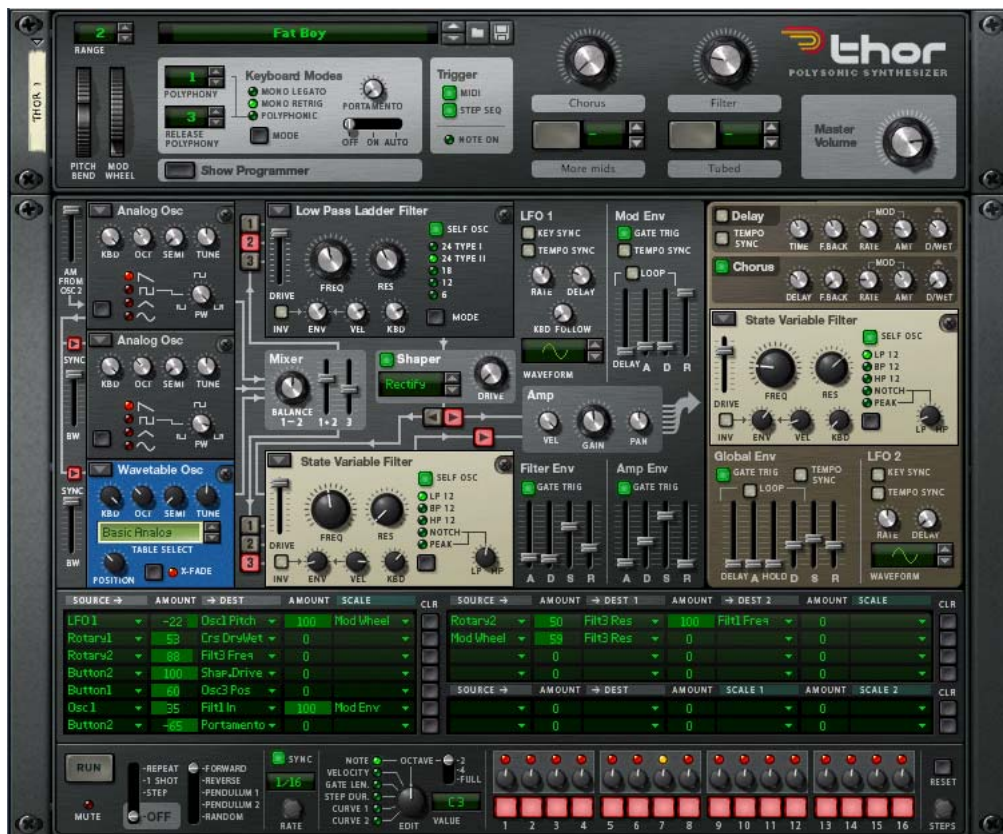 THOR 1
2
RANGE
Fat Boy
1
POLYPHONY
3
RELEASE
POLYPHONY
Keyboard Modes
MONO LEGATO
MONO RETRIG
POLYPHONIC
MODE
PORTAMENTO
OFF ON AUTO
Trigger
MIDI
STEP SEQ
NOTE ON
PITCH BEND
MOD WHEEL
Show Programmer
Chorus
Filter
More mids
Tubed
thor
POLYSONIC SYNTHESIZER
Master Volume
AM FROM OSC 2
Analog Osc
KBD OCT SEMI TUNE
PW
SYNC
BW
Analog Osc
KBD OCT SEMI TUNE
PW
SYNC
BW
Wavetable Osc
KBD OCT SEMI TUNE
Basic Analog
TABLE SELECT
POSITION
X-FADE
1
2
3
Low Pass Ladder Filter
SELF OSC
24 TYPE I
24 TYPE II
18
12
6
MODE
DRIVE
FREQ RES
INV ENV VEL KBD
Mixer
BALANCE
1-2
1+2 3
Shaper
Rectify
DRIVE
1
2
3
State Variable Filter
SELF OSC
LP 12
BP 12
HP 12
NOTCH
PEAK
DRIVE
FREQ RES
INV ENV VEL KBD
LP HP
LFO 1
KEY SYNC
TEMPO SYNC
RATE DELAY
KBD FOLLOW
WAVEFORM
Mod Env
GATE TRIG
TEMPO SYNC
LOOP
DELAY A D R
Amp
VEL GAIN PAN
Filter Env
GATE TRIG
A D S R
Amp Env
GATE TRIG
A D S R
Delay
TEMPO SYNC
MOD
TIME F.BACK RATE AMT D/WET
Chorus
MOD
DELAY F.BACK RATE AMT D/WET
State Variable Filter
SELF OSC
LP 12
BP 12
HP 12
NOTCH
PEAK
DRIVE
FREQ RES
INV ENV VEL KBD
LP HP
Global Env
GATE TRIG
TEMPO SYNC
LOOP
DELAY A HOLD D S R
LFO 2
KEY SYNC
TEMPO SYNC
RATE DELAY
WAVEFORM
SOURCE → AMOUNT → DEST AMOUNT SCALE CLR
LFO 1 -22 Osc1 Pitch 100 Mod Wheel
Rotary1 53 Crs DryWet 0
Rotary2 88 Filt3 Freq 0
Button2 100 Shap.Drive 0
Button1 60 Osc3 Pos 0
Osc 1 35 Filt1 In 100 Mod Env
Button2 -65 Portamento 0
SOURCE → AMOUNT → DEST 1 AMOUNT → DEST 2 AMOUNT SCALE CLR
Rotary2 50 Filt3 Res 100 Filt1 Freq 0
Mod Wheel 59 Filt3 Res 0 0
0 0 0
0 0 0
SOURCE → AMOUNT → DEST AMOUNT SCALE 1 AMOUNT SCALE 2 CLR
0 0 0
0 0 0
RUN
MUTE
REPEAT
1 SHOT
STEP
OFF
FORWARD
REVERSE
PENDULUM 1
PENDULUM 2
RANDOM
SYNC
1/16
RATE
NOTE
VELOCITY
GATE LEN.
STEP DUR.
CURVE 1
CURVE 2
EDIT
OCTAVE
2
4
FULL
C 3
VALUE
1 2 3 4 5 6 7 8 9 10 11 12 13 14 15 16
RESET
STEPS